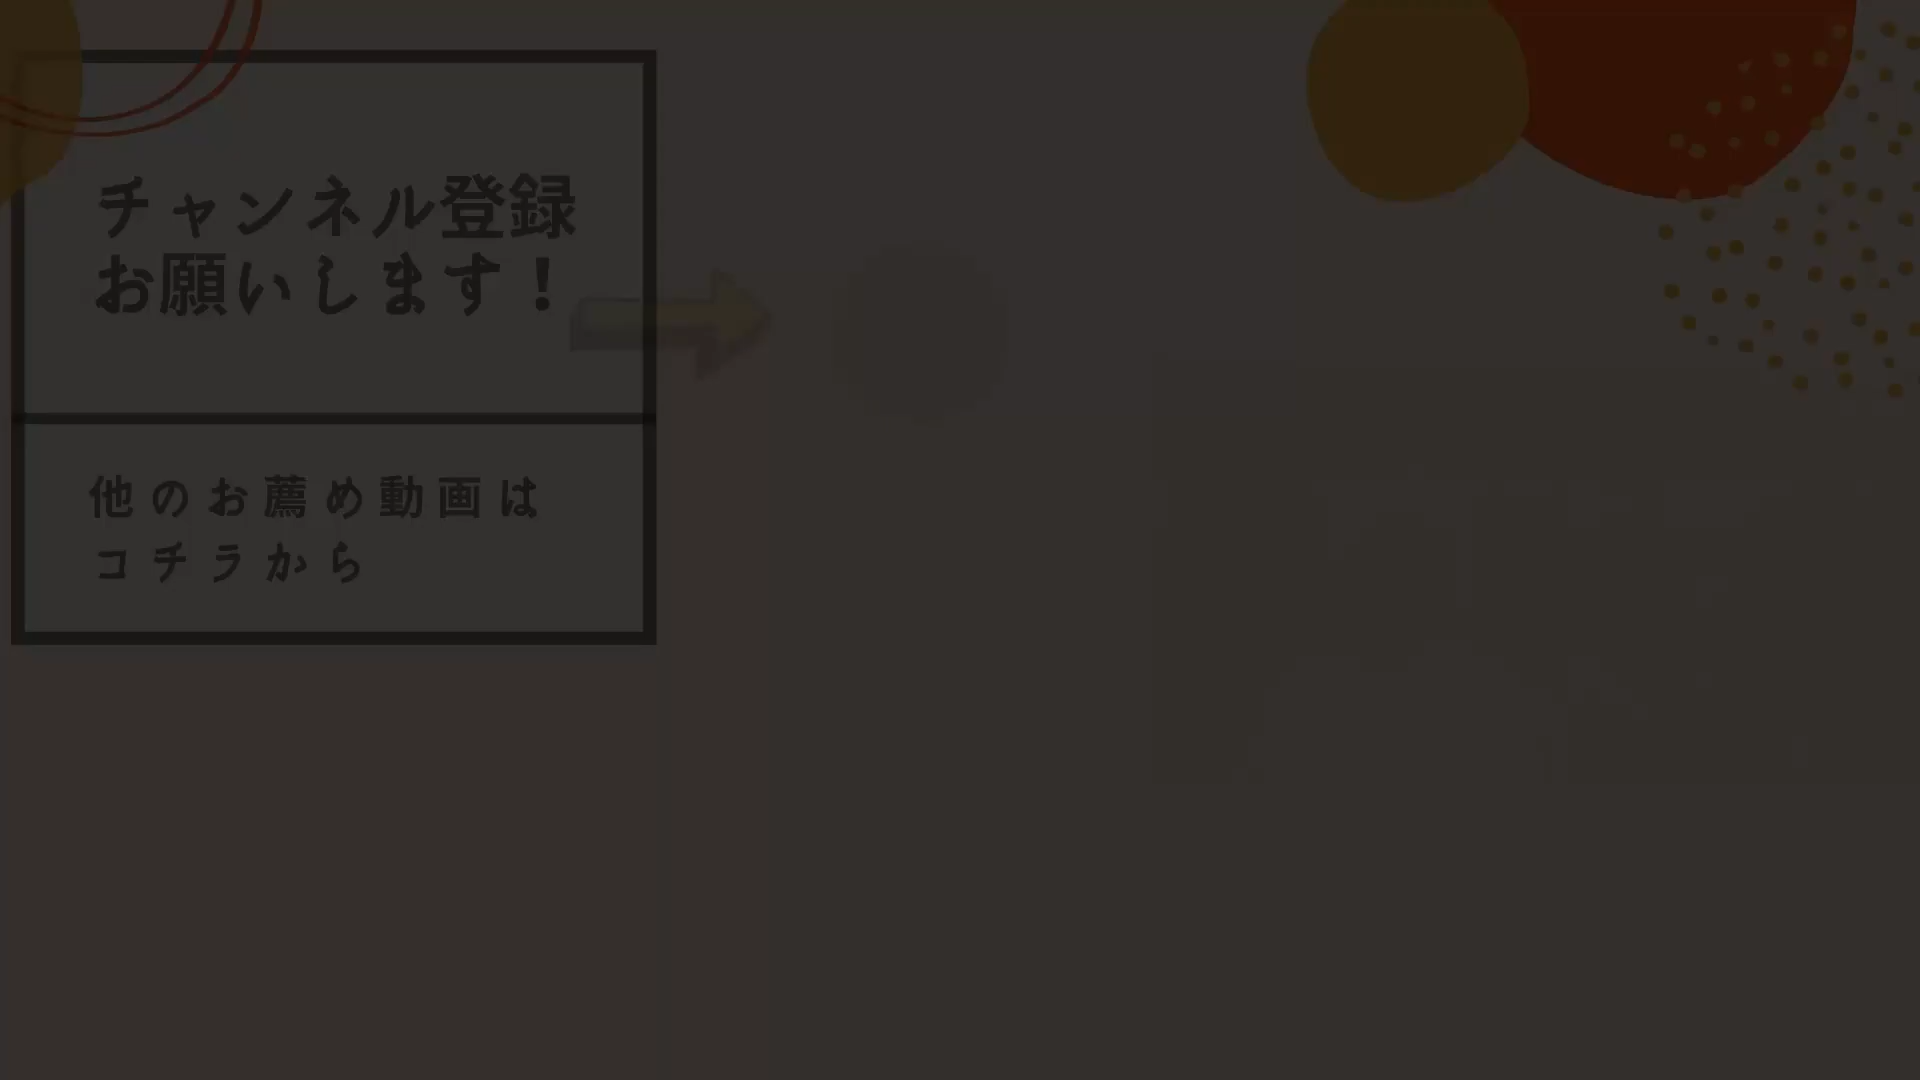 チャンネル登録
お願いします！
他のお薦め動画は
コチラから